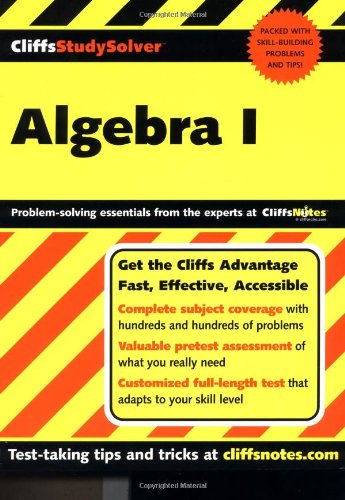 CliffsStudySolver™
PACKED WITH
SKILL-BUILDING
PROBLEMS
AND TIPS!
Algebra I
Problem-solving essentials from the experts at CliffsNotes™
@ cliffsnotes.com
Get the Cliffs Advantage
Fast, Effective, Accessible
Complete subject coverage with
hundreds and hundreds of problems
Valuable pretest assessment of
what you really need
Customized full-length test that
adapts to your skill level
Test-taking tips and tricks at cliffsnotes.com